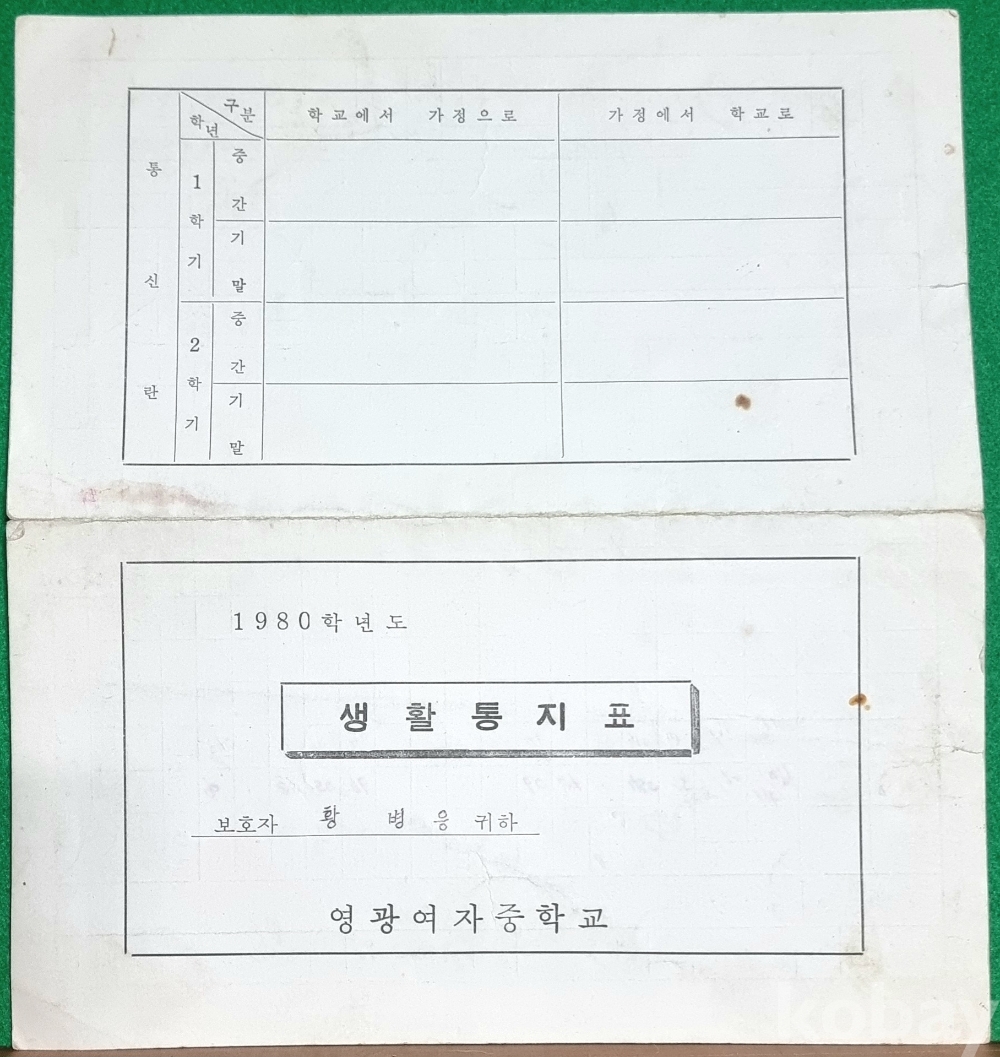 통신란
구분
학년
학교에서 가정으로
가정에서 학교로
1학기
중간
기말
2학기
중간
기말
1980학년도
생활통지표
보호자 황병응 귀하
영광여자중학교
kobay